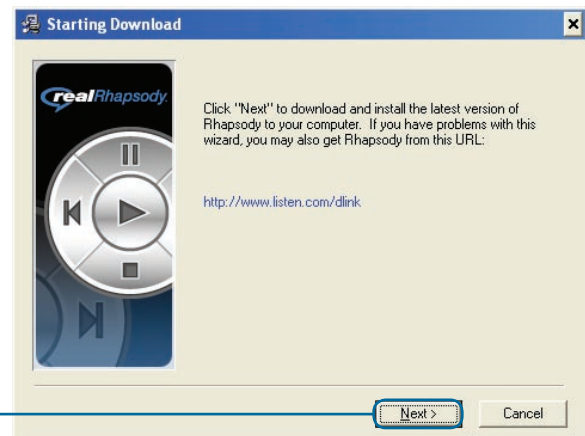 Starting Download
realRhapsody.
Click "Next" to download and install the latest version of
Rhapsody to your computer. If you have problems with this
wizard, you may also get Rhapsody from this URL:
http://www.listen.com/dlink
Next >
Cancel